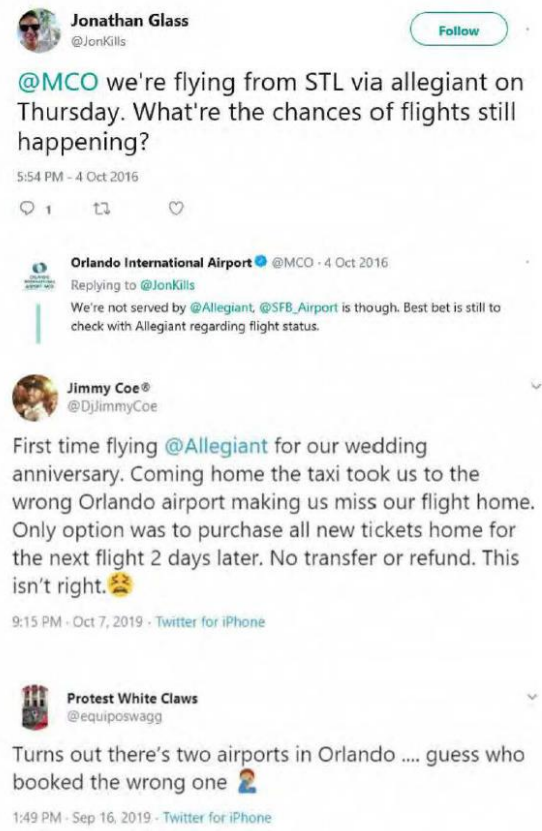 Jonathan Glass
@JonKills
Follow
@MCO we're flying from STL via allegiant on
Thursday. What're the chances of flights still
happening?
5:54 PM - 4 Oct 2016
1
Orlando International Airport @MCO · 4 Oct 2016
Replying to @JonKills
We're not served by @Allegiant, @SFB_Airport is though. Best bet is still to
check with Allegiant regarding flight status.
Jimmy Coe®
@DjJimmyCoe
First time flying @Allegiant for our wedding
anniversary. Coming home the taxi took us to the
wrong Orlando airport making us miss our flight home.
Only option was to purchase all new tickets home for
the next flight 2 days later. No transfer or refund. This
isn't right.😫
9:15 PM · Oct 7, 2019 · Twitter for iPhone
Protest White Claws
@equiposwagg
Turns out there's two airports in Orlando .... guess who
booked the wrong one 🤦‍♂️
1:49 PM · Sep 16, 2019 · Twitter for iPhone